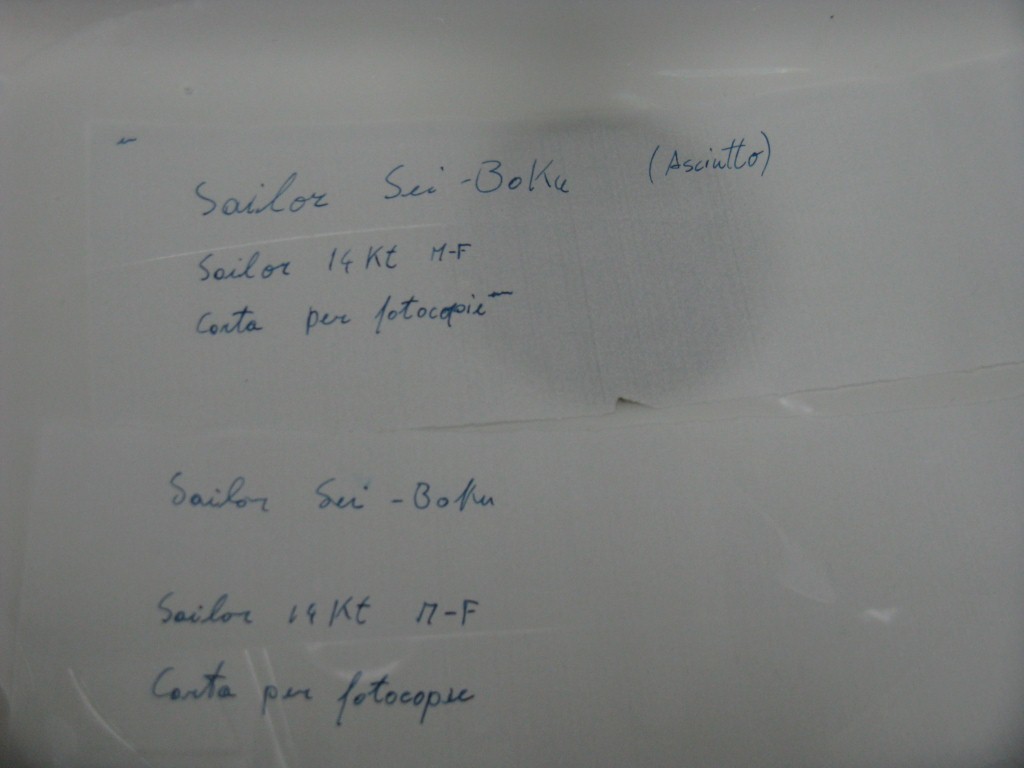 Sailor Sei-Boku (Asciutto)
Sailor 14 Kt M-F
Carta per fotocopie
Sailor Sei-Boku
Sailor 14 Kt M-F
Carta per fotocopie